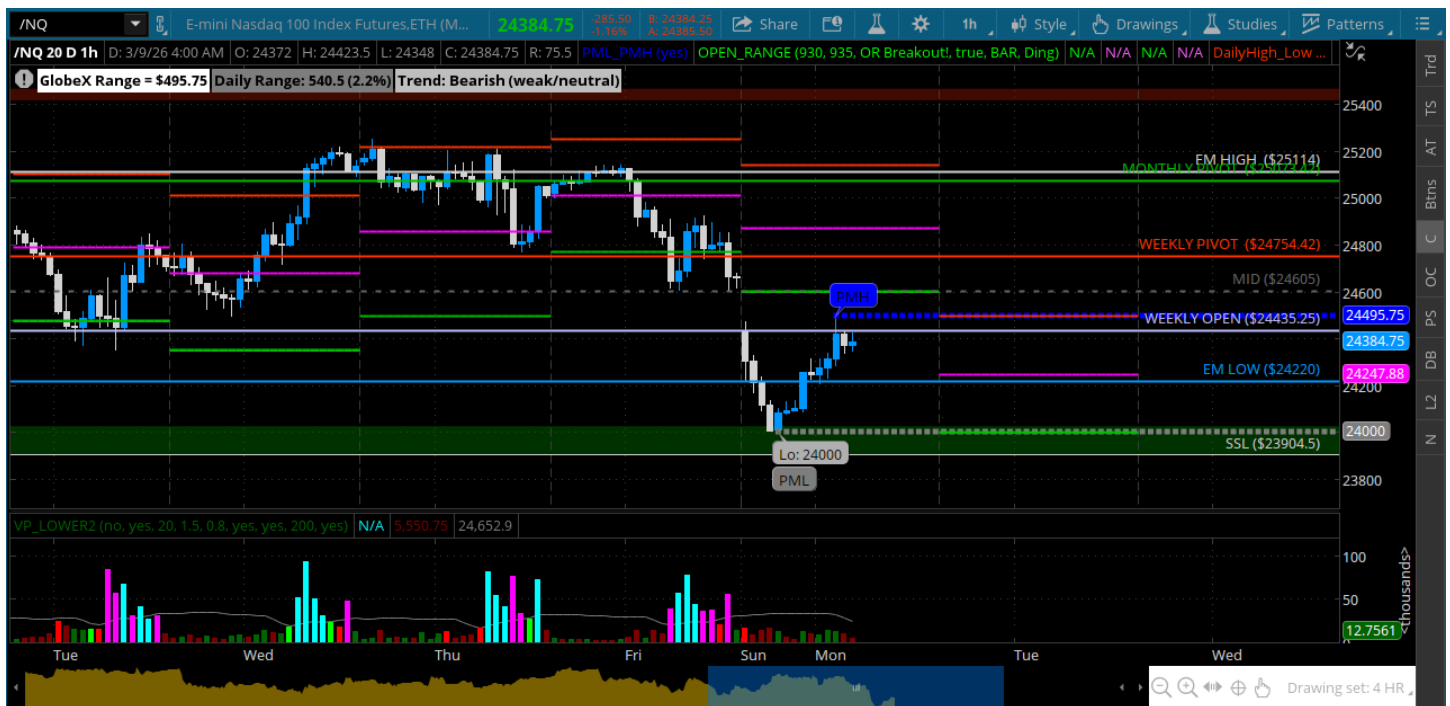 /NQ E-mini Nasdaq 100 Index Futures,ETH (M... 24384.75 -285.50 -1.16% B: 24384.25 A: 24385.50 Share 1h Style Drawings Studies Patterns
/NQ 20 D 1h D: 3/9/26 4:00 AM O: 24372 H: 24423.5 L: 24348 C: 24384.75 R: 75.5 PML_PMH (yes) OPEN_RANGE (930, 935, OR Breakout!, true, BAR, Ding) N/A N/A N/A N/A DailyHigh_Low ...
GlobeX Range = $495.75 Daily Range: 540.5 (2.2%) Trend: Bearish (weak/neutral)
25400
25200
EM HIGH ($25114)
MONTHLY PIVOT ($25073.42)
25000
WEEKLY PIVOT ($24754.42)
24800
MID ($24605)
24600
PMH
24495.75
WEEKLY OPEN ($24435.25)
24384.75
EM LOW ($24220)
24247.88
24200
24000
SSL ($23904.5)
Lo: 24000
PML
23800
VP_LOWER2 (no, yes, 20, 1.5, 0.8, yes, yes, 200, yes) N/A 5,550.75 24,652.9
100
50
12.7561
<thousands>
Tue Wed Thu Fri Sun Mon Tue Wed
Drawing set: 4 HR
Trd
TS
AT
Btns
C
OC
PS
DB
L2
N